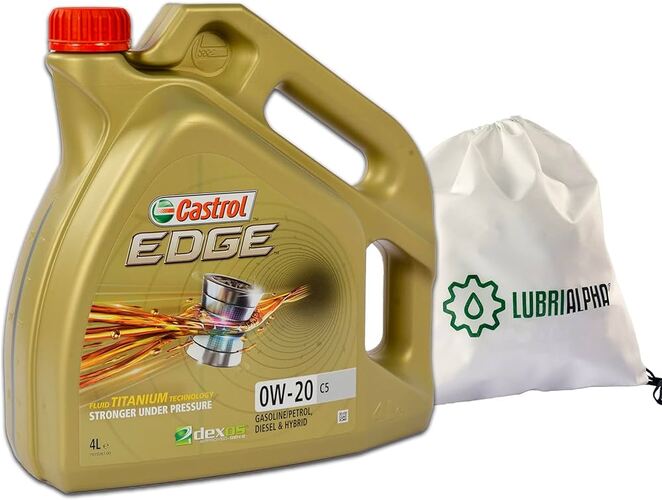 Castrol
EDGE
FLUID TITANIUM TECHNOLOGY
STRONGER UNDER PRESSURE
0W-20 C5
GASOLINE/PETROL,
DIESEL & HYBRID
dexos
4L e
LUBRIALPHA